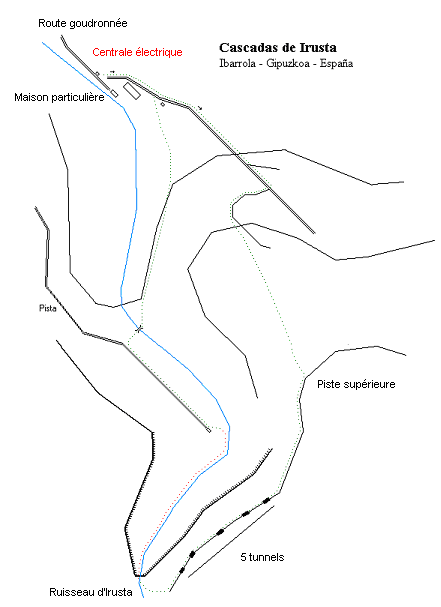 Route goudronnée
Centrale électrique
Cascadas de Irusta
Ibarrola - Gipuzkoa - España
Maison particulière
Pista
Piste supérieure
5 tunnels
Ruisseau d'Irusta